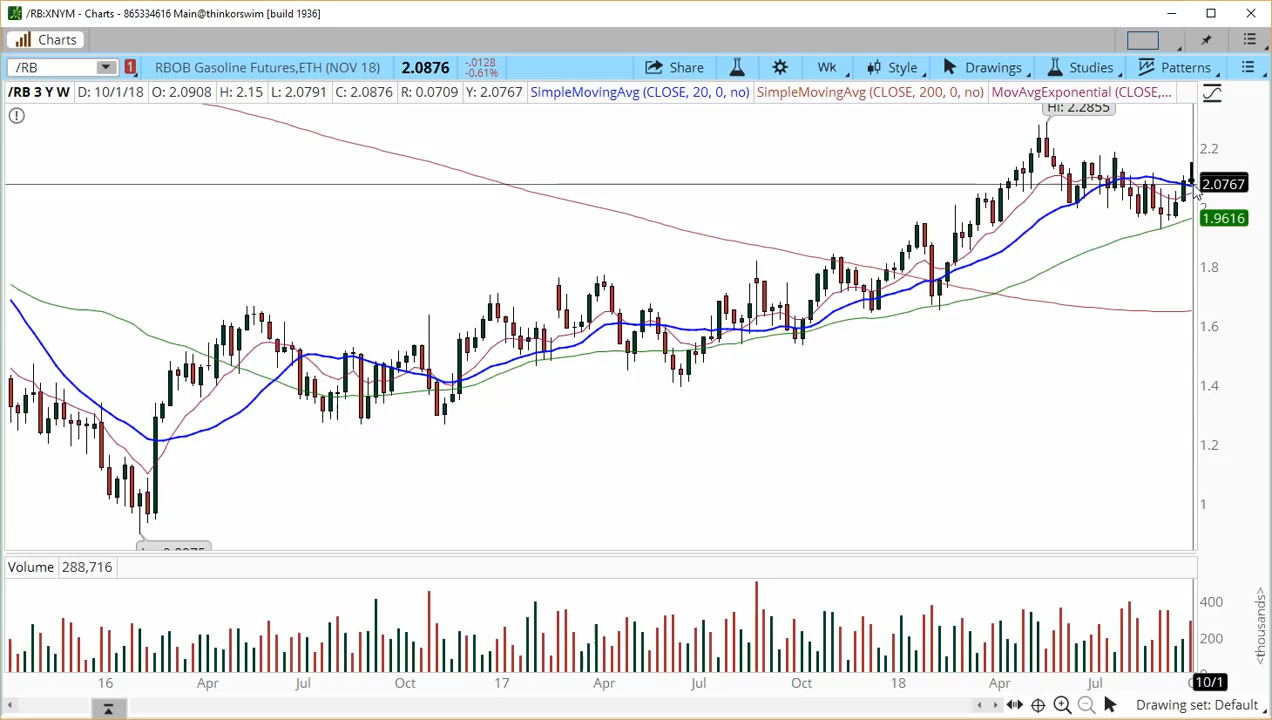 /RB:XNYM - Charts - 865334616 Main@thinkorswim [build 1936]
Charts
/RB 1 RBOB Gasoline Futures,ETH (NOV 18) 2.0876 -.0128 -0.61% Share Wk Style Drawings Studies Patterns
/RB 3 Y W D: 10/1/18 O: 2.0908 H: 2.15 L: 2.0791 C: 2.0876 R: 0.0709 Y: 2.0767 SimpleMovingAvg (CLOSE, 20, 0, no) SimpleMovingAvg (CLOSE, 200, 0, no) MovAvgExponential (CLOSE,...
Hi: 2.2855
2.2
2.0767
2
1.9616
1.8
1.6
1.4
1.2
1
Volume 288,716
400
200
0
<thousands>
16 Apr Jul Oct 17 Apr Jul Oct 18 Apr Jul 10/1
Drawing set: Default